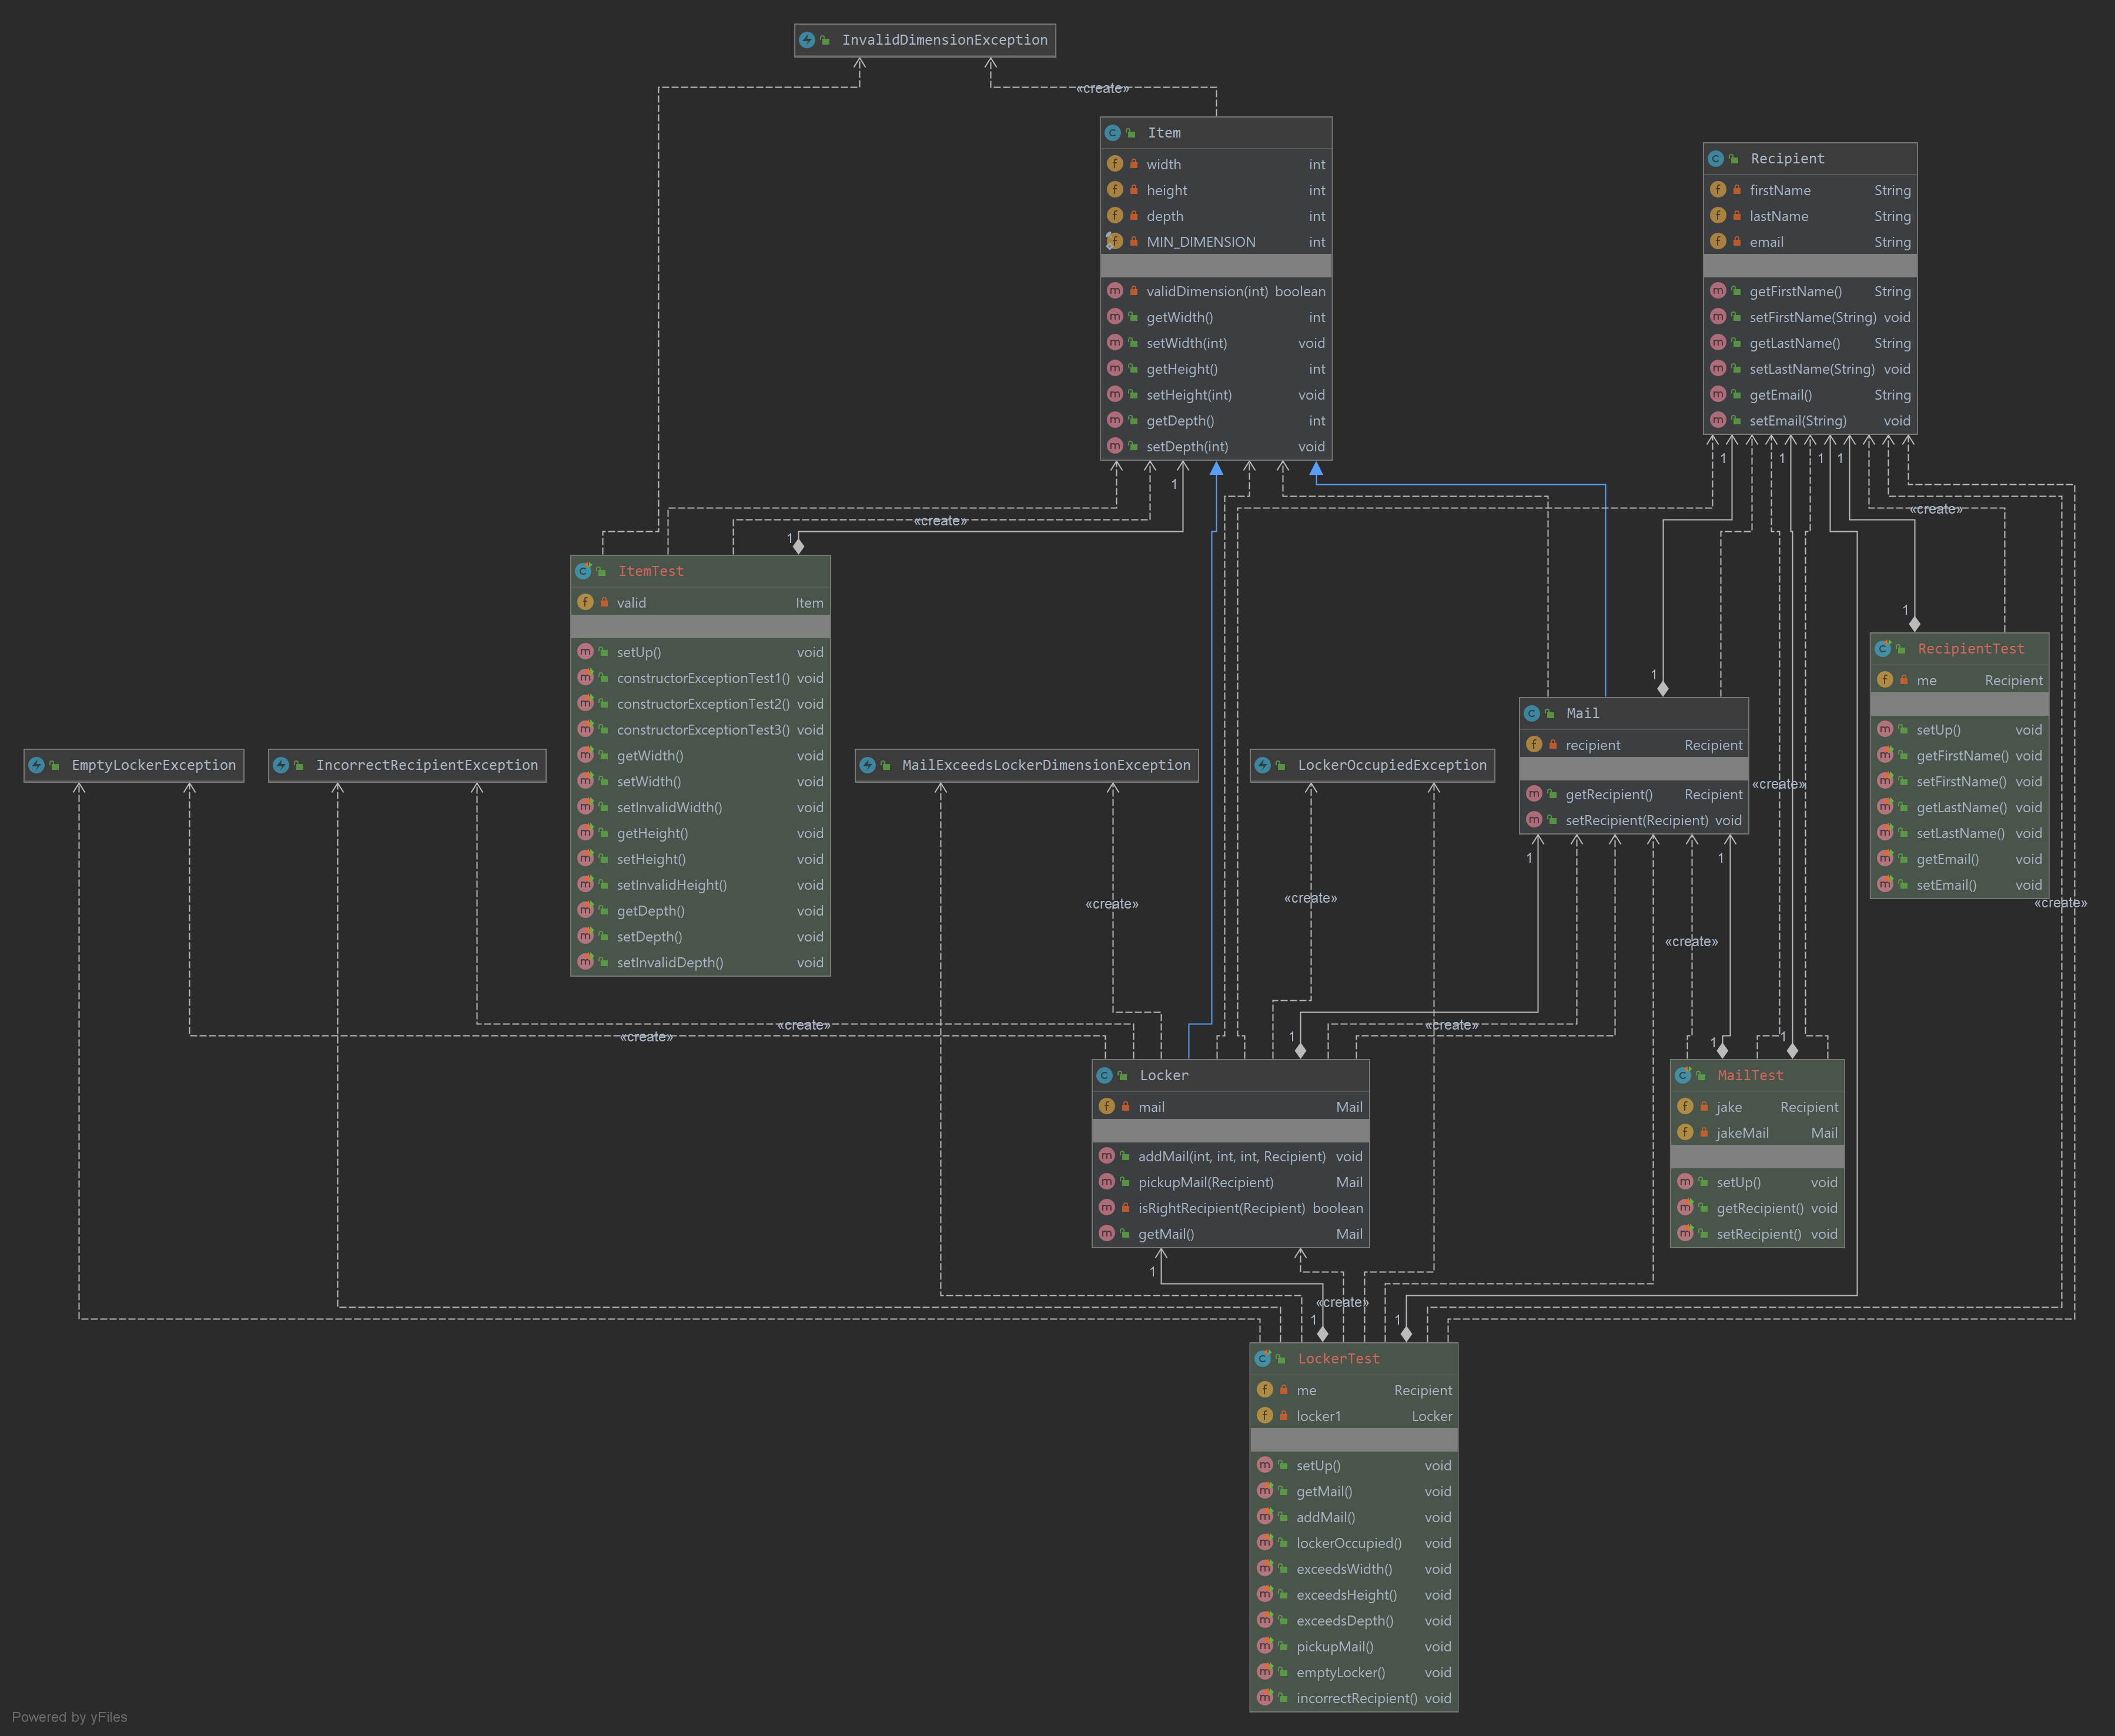 InvalidDimensionException
«create»
Item
width int
height int
depth int
MIN_DIMENSION int
validDimension(int) boolean
getWidth() int
setWidth(int) void
getHeight() int
setHeight(int) void
getDepth() int
setDepth(int) void
Recipient
firstName String
lastName String
email String
getFirstName() String
setFirstName(String) void
getLastName() String
setLastName(String) void
getEmail() String
setEmail(String) void
1
1
1
1
1
«create»
«create»
1
ItemTest
valid Item
setUp() void
constructorExceptionTest1() void
constructorExceptionTest2() void
constructorExceptionTest3() void
getWidth() void
setWidth() void
setInvalidWidth() void
getHeight() void
setHeight() void
setInvalidHeight() void
getDepth() void
setDepth() void
setInvalidDepth() void
1
RecipientTest
me Recipient
setUp() void
getFirstName() void
setFirstName() void
getLastName() void
setLastName() void
getEmail() void
setEmail() void
«create»
1
Mail
recipient Recipient
getRecipient() Recipient
setRecipient(Recipient) void
«create»
EmptyLockerException
IncorrectRecipientException
MailExceedsLockerDimensionException
LockerOccupiedException
1
1
«create»
«create»
«create»
«create»
«create»
«create»
1
1
1
Locker
mail Mail
addMail(int, int, int, Recipient) void
pickupMail(Recipient) Mail
isRightRecipient(Recipient) boolean
getMail() Mail
MailTest
jake Recipient
jakeMail Mail
setUp() void
getRecipient() void
setRecipient() void
1
«create»
1
1
LockerTest
me Recipient
locker1 Locker
setUp() void
getMail() void
addMail() void
lockerOccupied() void
exceedsWidth() void
exceedsHeight() void
exceedsDepth() void
pickupMail() void
emptyLocker() void
incorrectRecipient() void
Powered by yFiles